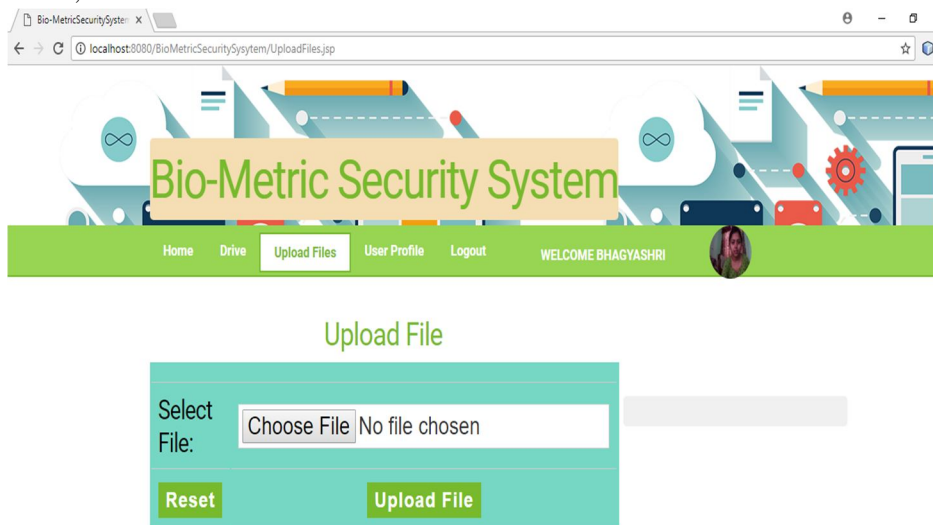 Bio-MetricSecuritySyster
localhost:8080/BioMetricSecuritySysytem/UploadFiles.jsp
Bio-Metric Security System
Home Drive Upload Files User Profile Logout WELCOME BHAGYASHRI
Upload File
Select
File:
Choose File No file chosen
Reset Upload File